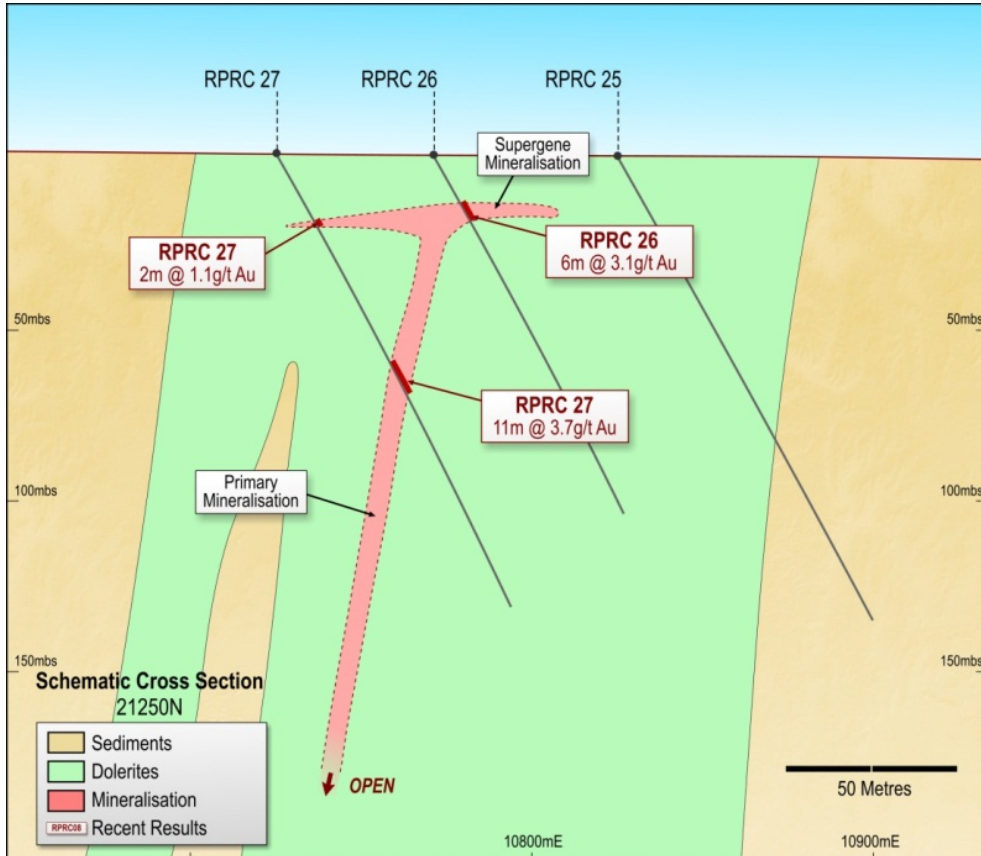 RPRC 27
RPRC 26
RPRC 25
Supergene
Mineralisation
RPRC 27
2m @ 1.1g/t Au
RPRC 26
6m @ 3.1g/t Au
50mbs
50mbs
RPRC 27
11m @ 3.7g/t Au
Primary
Mineralisation
100mbs
100mbs
150mbs
150mbs
Schematic Cross Section
21250N
Sediments
Dolerites
Mineralisation
RPRC08
Recent Results
OPEN
50 Metres
10800mE
10900mE